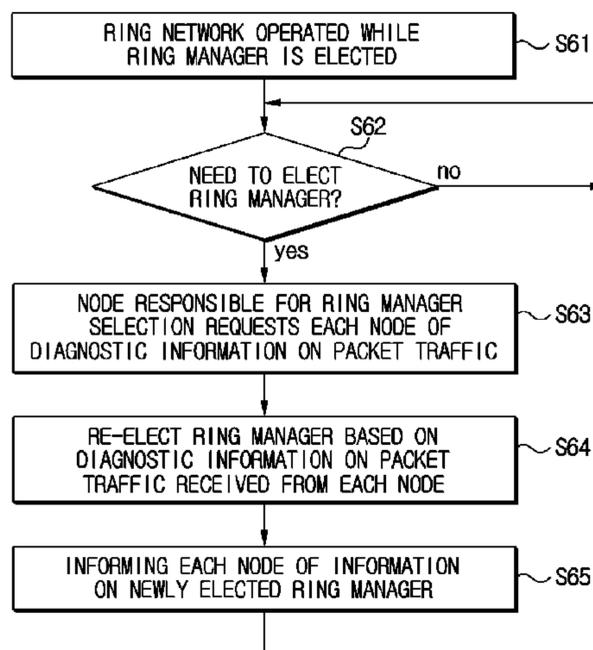 RING NETWORK OPERATED WHILE
RING MANAGER IS ELECTED
S61
S62
NEED TO ELECT
RING MANAGER?
no
yes
NODE RESPONSIBLE FOR RING MANAGER
SELECTION REQUESTS EACH NODE OF
DIAGNOSTIC INFORMATION ON PACKET TRAFFIC
S63
RE-ELECT RING MANAGER BASED ON
DIAGNOSTIC INFORMATION ON PACKET
TRAFFIC RECEIVED FROM EACH NODE
S64
INFORMING EACH NODE OF INFORMATION
ON NEWLY ELECTED RING MANAGER
S65